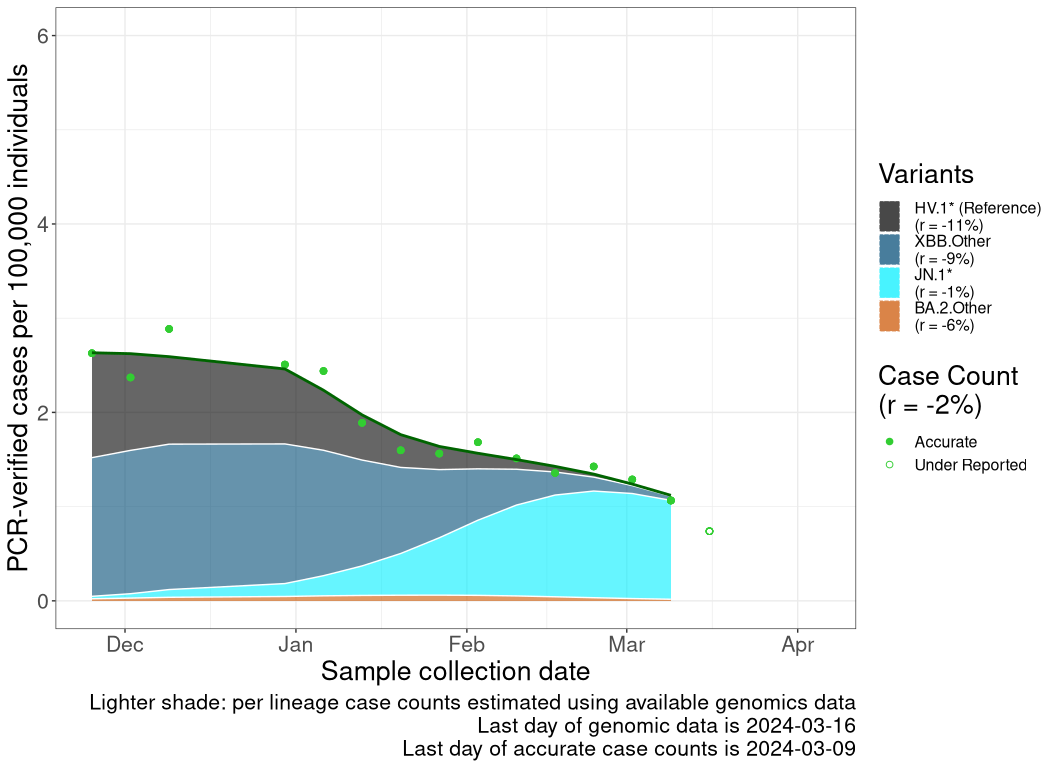 PCR-verified cases per 100,000 individuals
6
4
2
0
Dec
Jan
Feb
Mar
Apr
Sample collection date
Lighter shade: per lineage case counts estimated using available genomics data
Last day of genomic data is 2024-03-16
Last day of accurate case counts is 2024-03-09
Variants
HV.1* (Reference)
(r = -11%)
XBB.Other
(r = -9%)
JN.1*
(r = -1%)
BA.2.Other
(r = -6%)
Case Count
(r = -2%)
Accurate
Under Reported